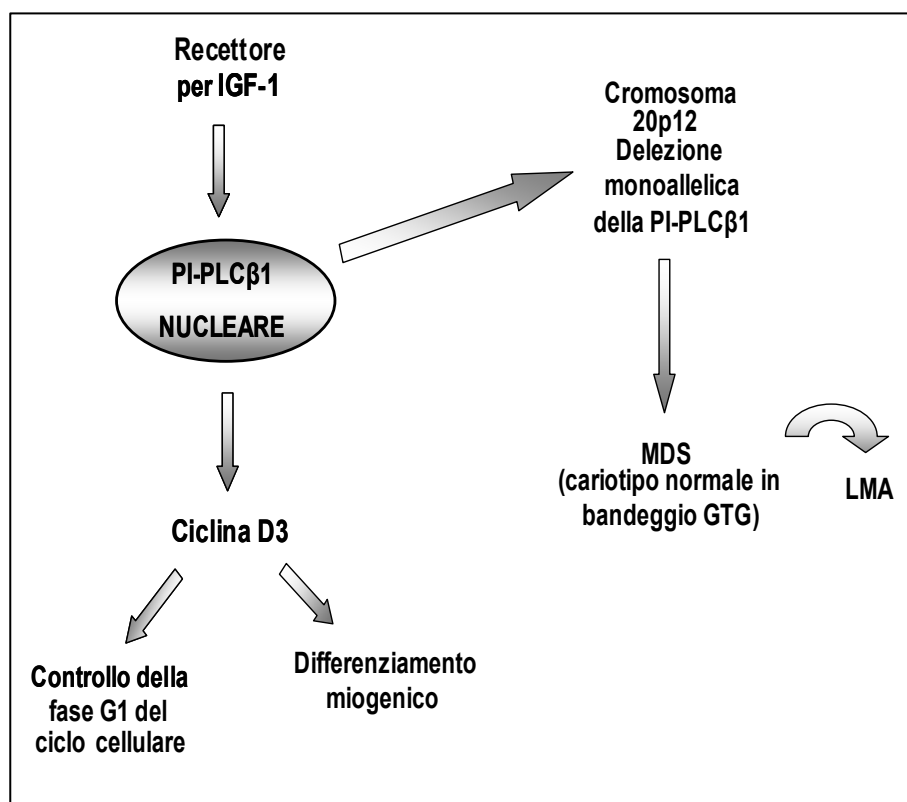 Recettore
per IGF-1
PI-PLCβ1
NUCLEARE
Ciclina D3
Controllo della
fase G1 del
ciclo cellulare
Differenziamento
miogenico
Cromosoma
20p12
Delezione
monoallelica
della PI-PLCβ1
MDS
(cariotipo normale in
bandeggio GTG)
LMA